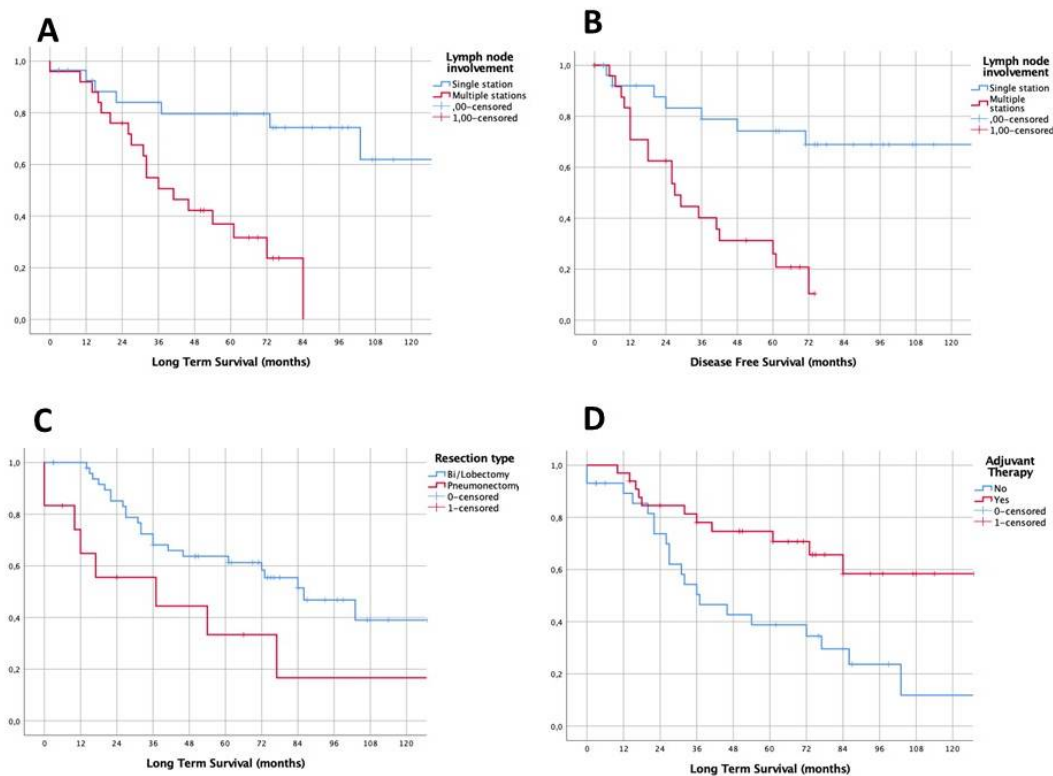 A
1,0
0,8
0,6
0,4
0,2
0,0
0 12 24 36 48 60 72 84 96 108 120
Long Term Survival (months)
Lymph node
involvement
Single station
Multiple stations
,00-censored
1,00-censored
B
1,0
0,8
0,6
0,4
0,2
0,0
0 12 24 36 48 60 72 84 96 108 120
Disease Free Survival (months)
Lymph node
involvement
Single station
Multiple
stations
,00-censored
1,00-censored
C
1,0
0,8
0,6
0,4
0,2
0,0
0 12 24 36 48 60 72 84 96 108 120
Long Term Survival (months)
Resection type
Bi/Lobectomy
Pneumonectomy
0-censored
1-censored
D
1,0
0,8
0,6
0,4
0,2
0,0
0 12 24 36 48 60 72 84 96 108 120
Long Term Survival (months)
Adjuvant
Therapy
No
Yes
0-censored
1-censored